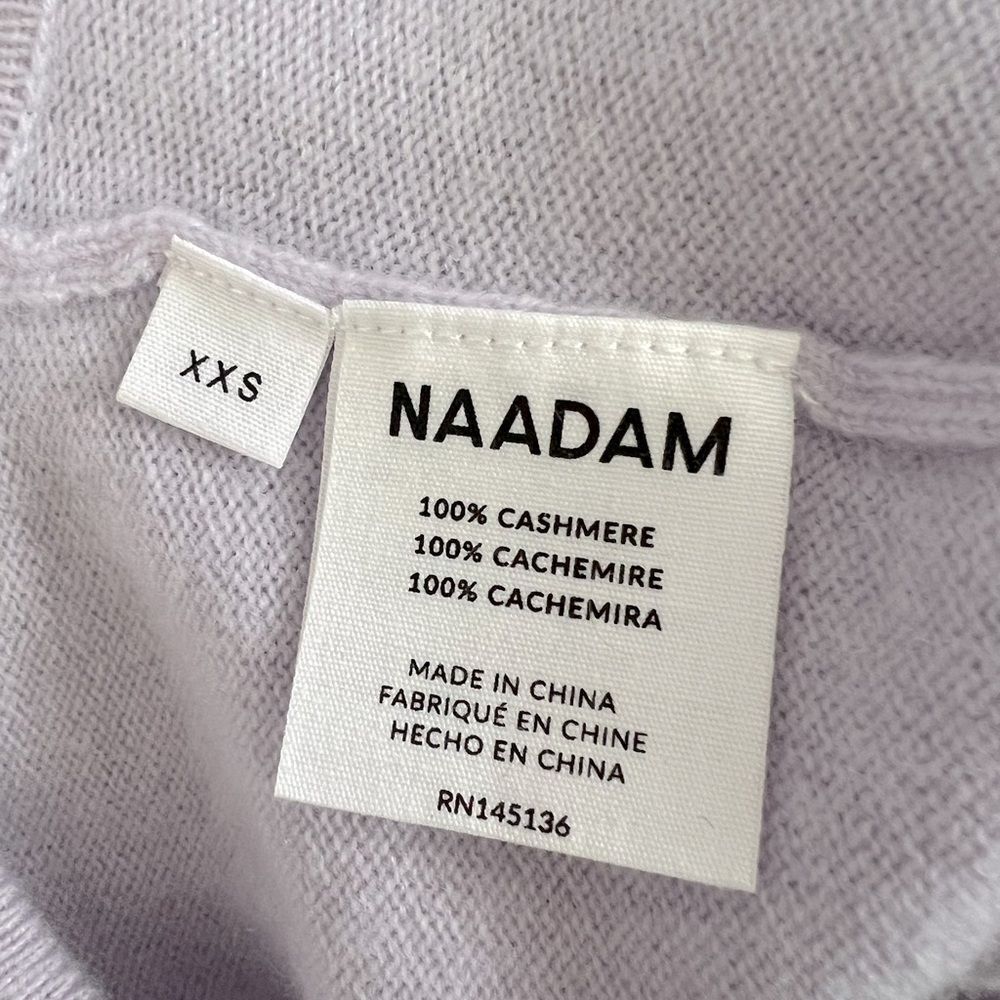 XXS
NAADAM
100% CASHMERE
100% CACHEMIRE
100% CACHEMIRA
MADE IN CHINA
FABRIQUÉ EN CHINE
HECHO EN CHINA
RN145136